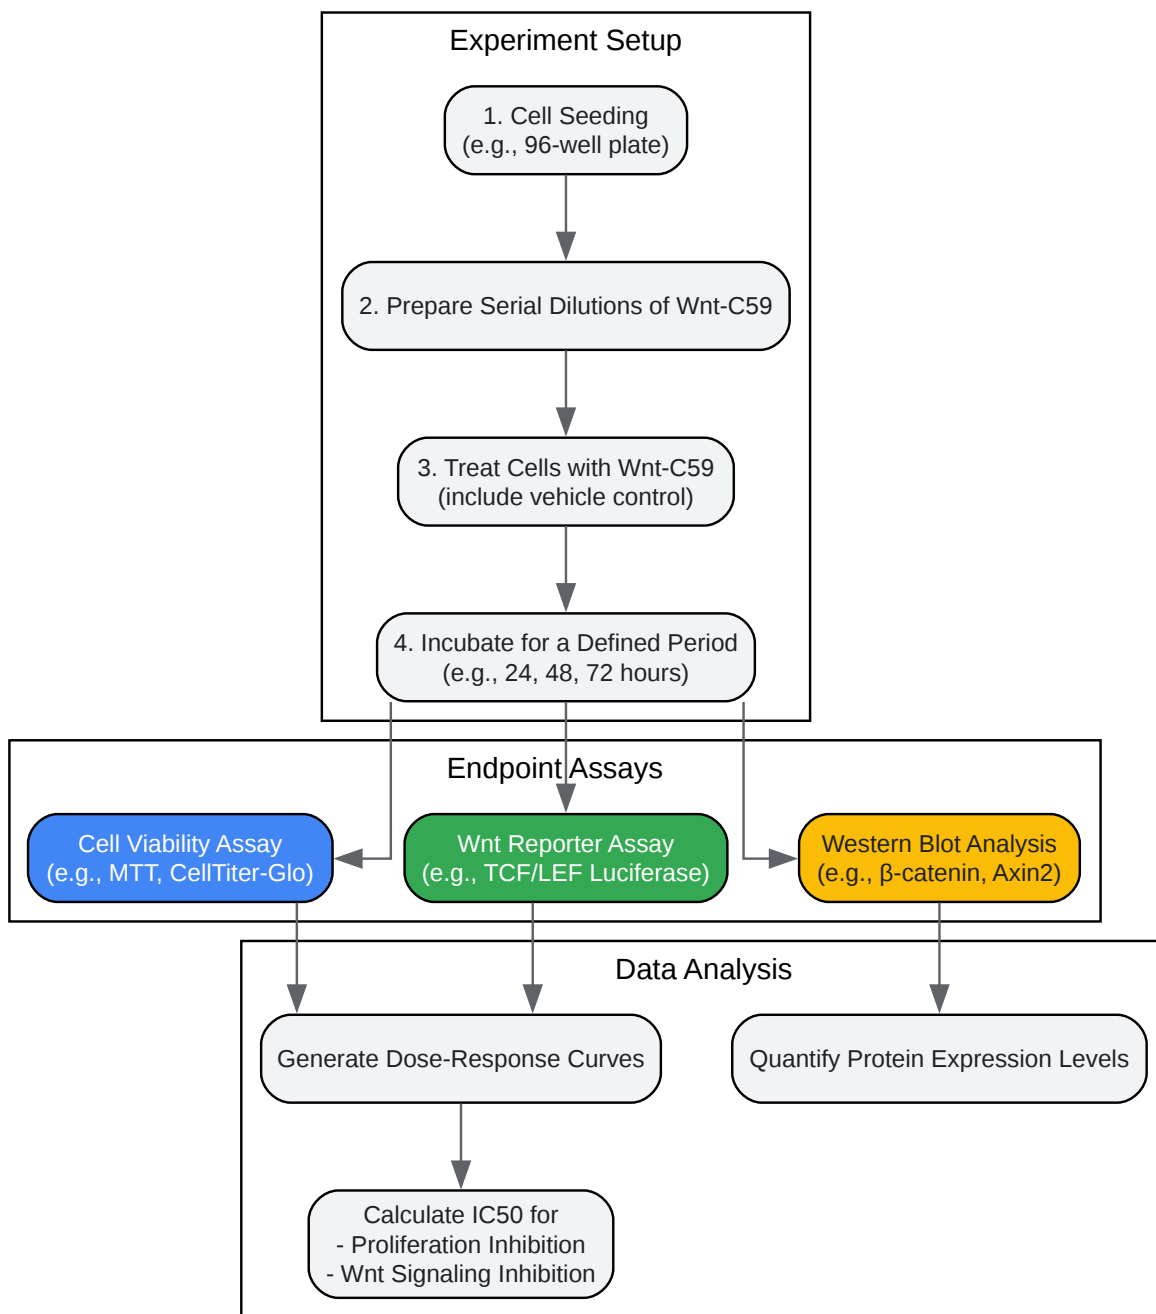 Experiment Setup
1. Cell Seeding
(e.g., 96-well plate)
2. Prepare Serial Dilutions of Wnt-C59
3. Treat Cells with Wnt-C59
(include vehicle control)
4. Incubate for a Defined Period
(e.g., 24, 48, 72 hours)
Endpoint Assays
Cell Viability Assay
(e.g., MTT, CellTiter-Glo)
Wnt Reporter Assay
(e.g., TCF/LEF Luciferase)
Western Blot Analysis
(e.g., β-catenin, Axin2)
Data Analysis
Generate Dose-Response Curves
Quantify Protein Expression Levels
Calculate IC50 for
- Proliferation Inhibition
- Wnt Signaling Inhibition